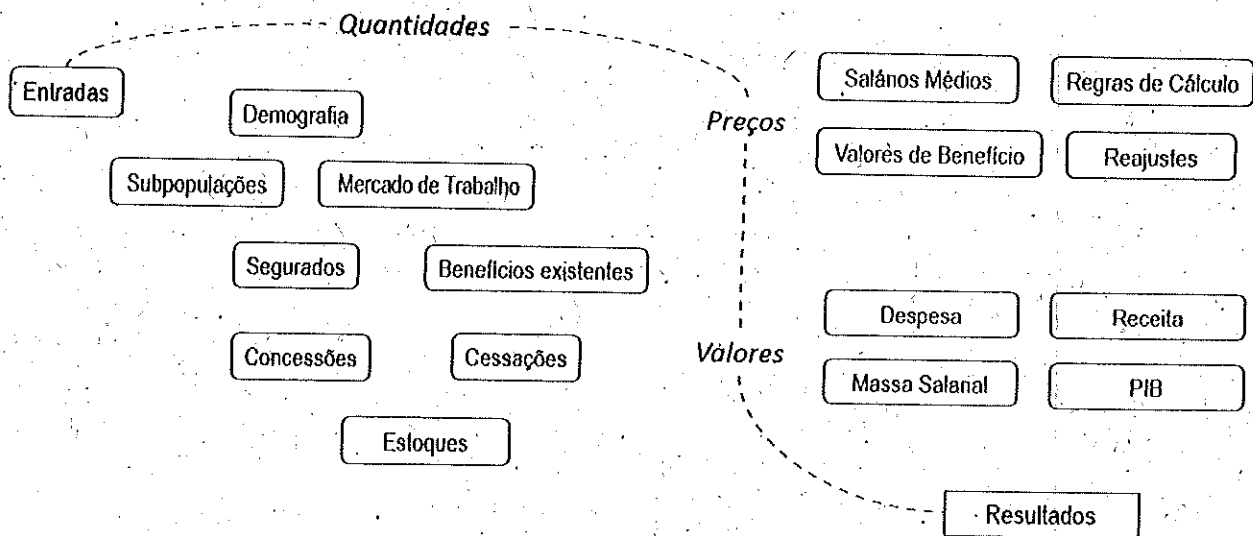 Quantidades
Entradas
Demografia
Subpopulações
Mercado de Trabalho
Segurados
Benefícios existentes
Concessões
Cessações
Estoques
Preços
Salários Médios
Regras de Cálculo
Valores de Benefício
Reajustes
Valores
Despesa
Receita
Massa Salarial
PIB
Resultados